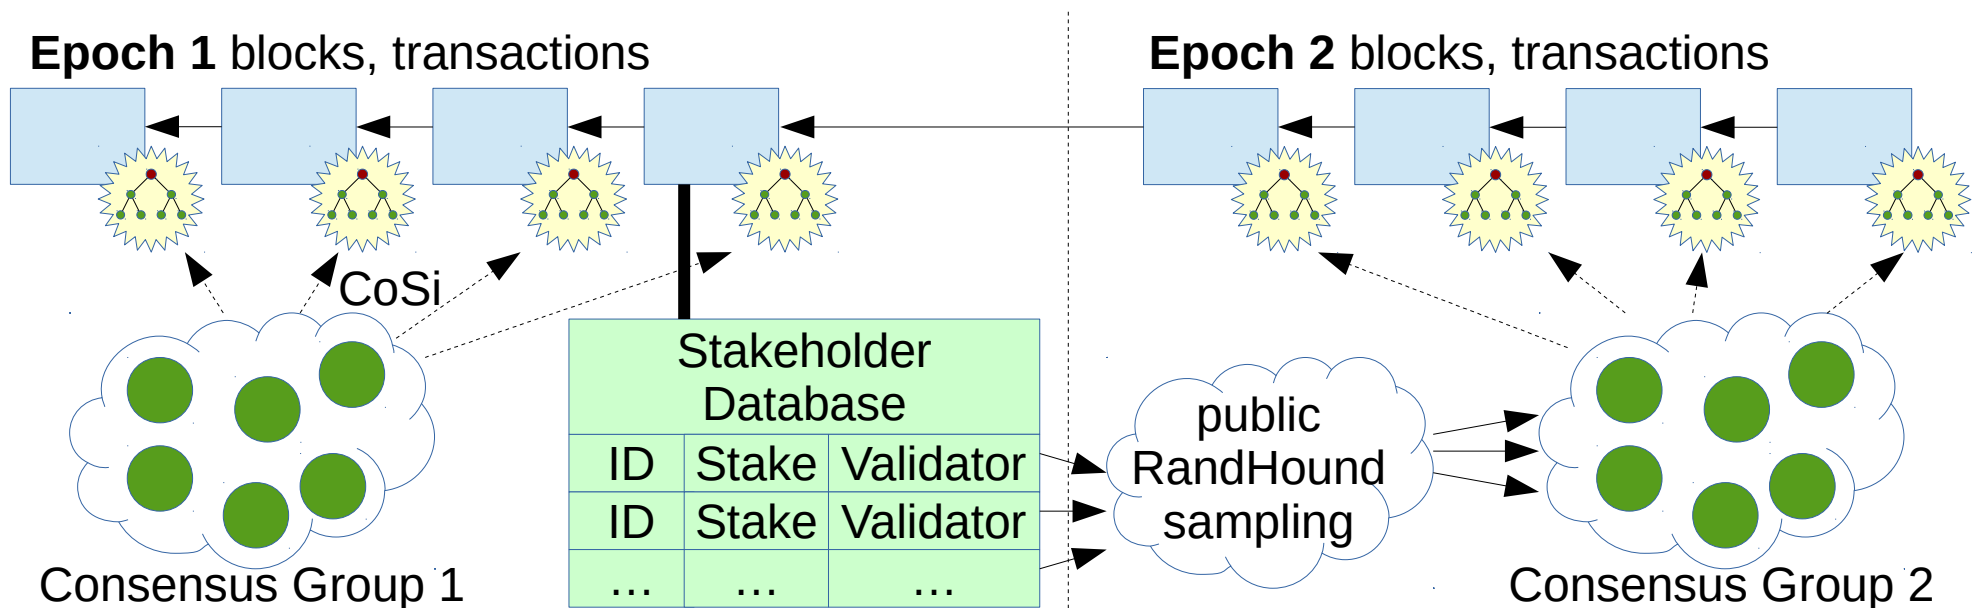 Epoch 1 blocks, transactions
Epoch 2 blocks, transactions
CoSi
Stakeholder
Database
ID Stake Validator
ID Stake Validator
... ... ...
public
RandHound
sampling
Consensus Group 1
Consensus Group 2